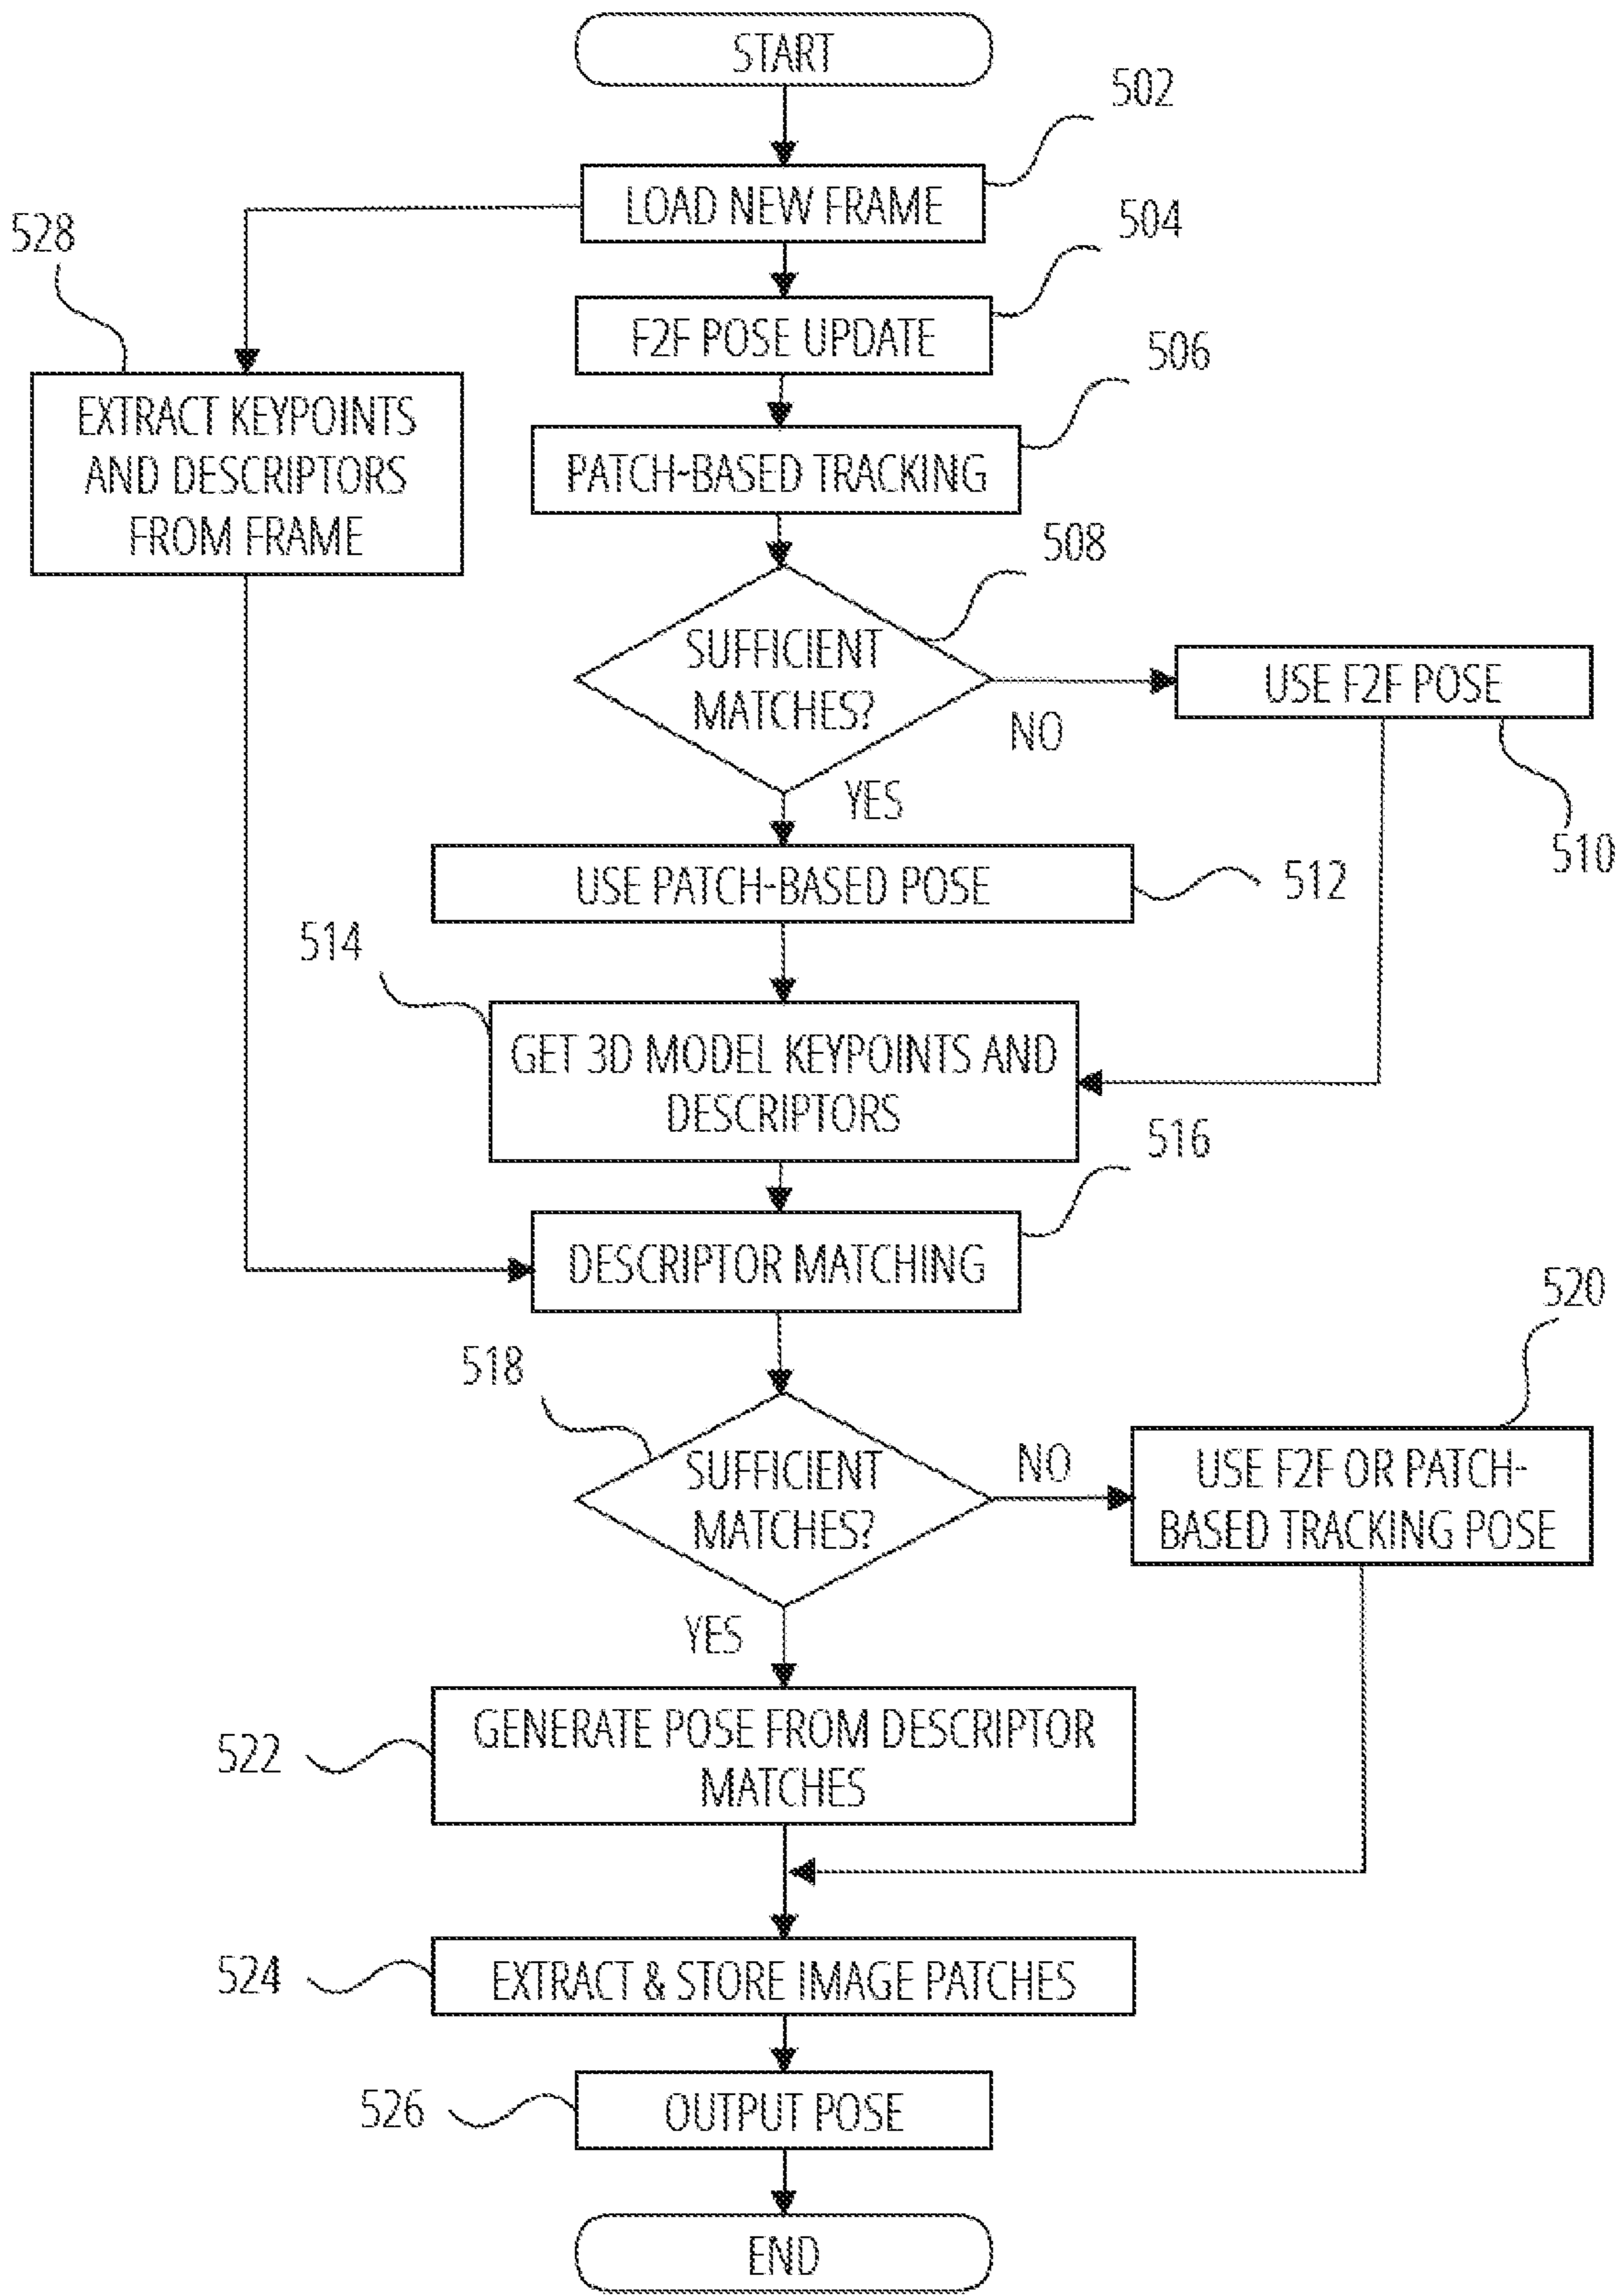 START
502
LOAD NEW FRAME
528
504
F2F POSE UPDATE
506
EXTRACT KEYPOINTS
AND DESCRIPTORS
FROM FRAME
PATCH-BASED TRACKING
508
SUFFICIENT
MATCHES?
NO
USE F2F POSE
510
YES
USE PATCH-BASED POSE
512
514
GET 3D MODEL KEYPOINTS AND
DESCRIPTORS
516
DESCRIPTOR MATCHING
520
518
SUFFICIENT
MATCHES?
NO
USE F2F OR PATCH-
BASED TRACKING POSE
YES
522
GENERATE POSE FROM DESCRIPTOR
MATCHES
524
EXTRACT & STORE IMAGE PATCHES
526
OUTPUT POSE
END